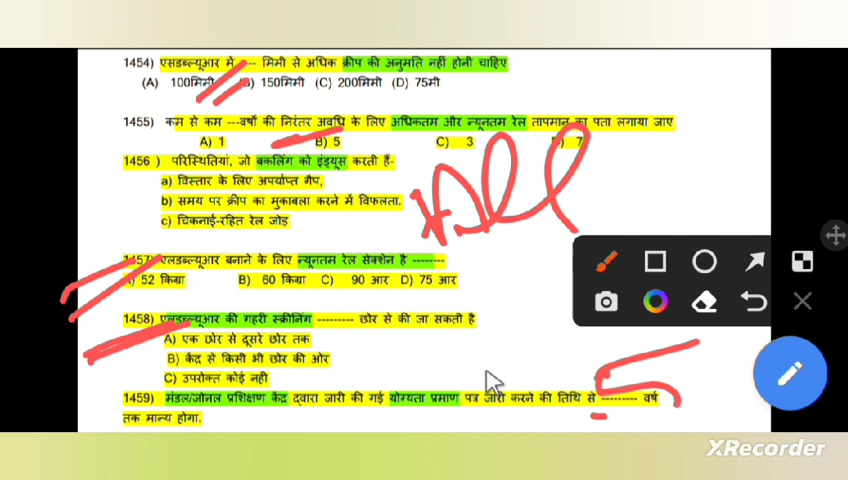 1454) एसडब्ल्यूआर में --- मिमी से अधिक क्रीप की अनुमति नहीं होनी चाहिए
(A) 100मिमी (B) 150मिमी (C) 200मिमी (D) 75मी
1455) कम से कम ---वर्षो की निरंतर अवधि के लिए अधिकतम और न्यूनतम रेल तापमान का पता लगाया जाए
A) 1 B) 5 C) 3 D) 7
1456 ) परिस्थितियां, जो बकलिंग को इंड्यूस करती हैं-
a) विस्तार के लिए अपर्याप्त गैप,
b) समय पर क्रीप का मुकाबला करने में विफलता.
c) चिकनाई-रहित रेल जोड़
All
1457) एलडब्ल्यूआर बनाने के लिए न्यूनतम रेल सेक्शेन है --------
A) 52 किग्रा B) 60 किग्रा C) 90 आर D) 75 आर
1458) एलडब्ल्यूआर की गहरी स्क्रीनिंग --------- छोर से की जा सकती है
A) एक छोर से दूसरे छोर तक
B) केंद्र से किसी भी छोर की ओर
C) उपरोक्त कोई नही
5
1459) मंडल/जोनल प्रशिक्षण केंद्र द्वारा जारी की गई योग्यता प्रमाण पत्र जारी करने की तिथि से --------- वर्ष
तक मान्य होगा.
XRecorder